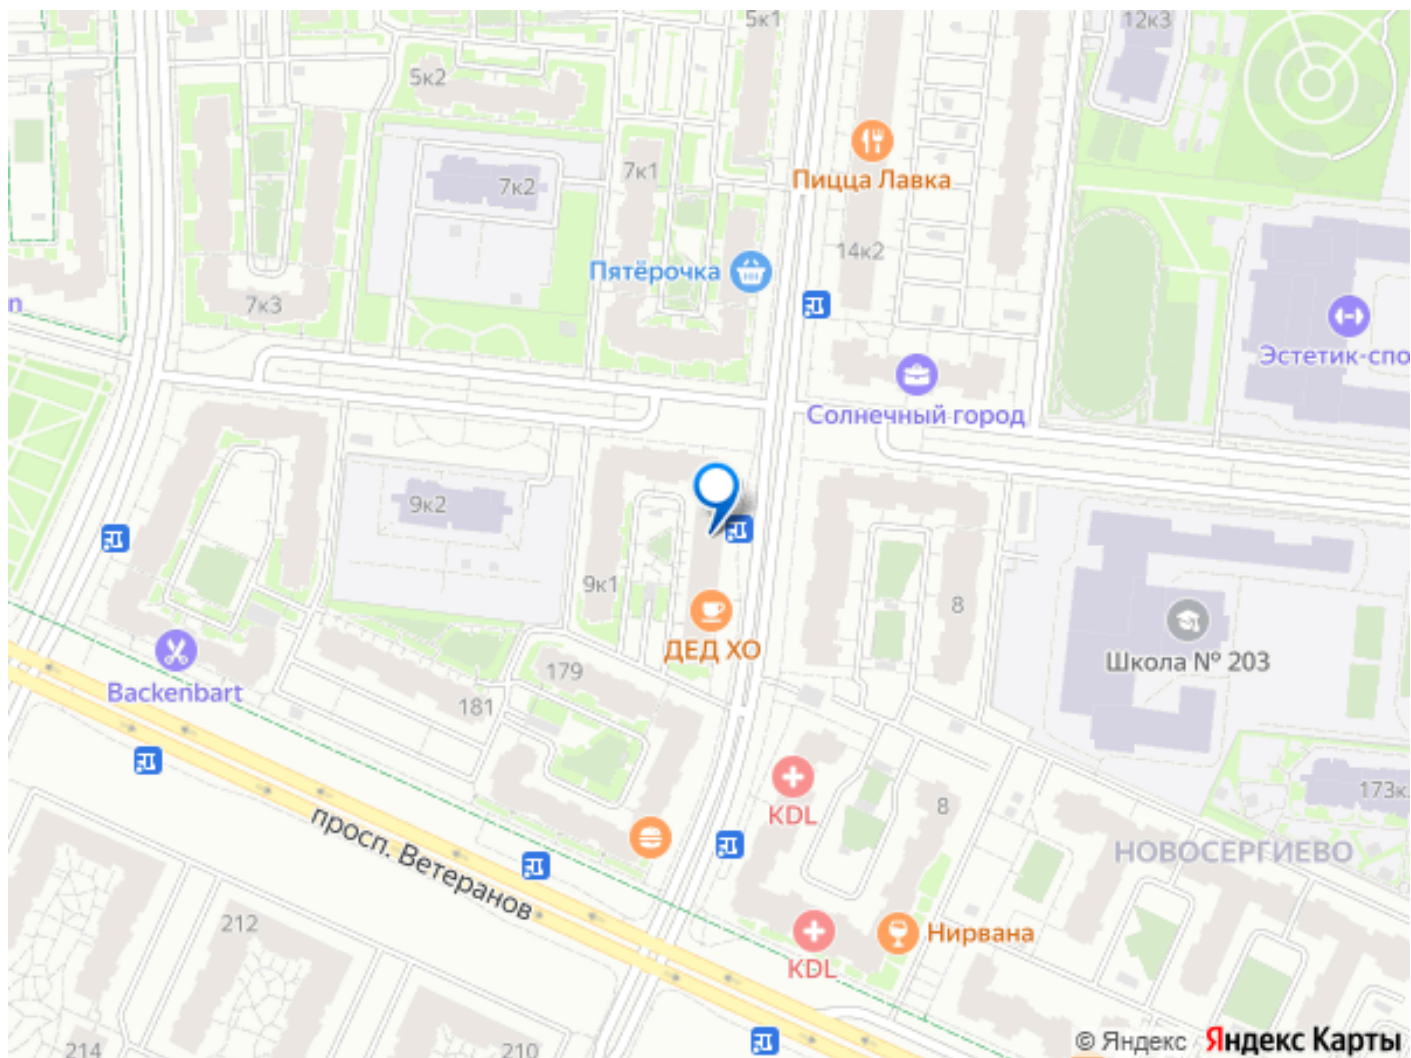 5к1
12к3
5к2
7к1
7к2
Пицца Лавка
14к2
Пятёрочка
7к3
n
Эстетик-спо
Солнечный город
9к2
9к1
8
ДЕД ХО
Школа № 203
179
Backenbart
181
173к
KDL
8
просп. Ветеранов
НОВОСЕРГИЕВО
212
Нирвана
KDL
214
210
© Яндекс Яндекс Карты